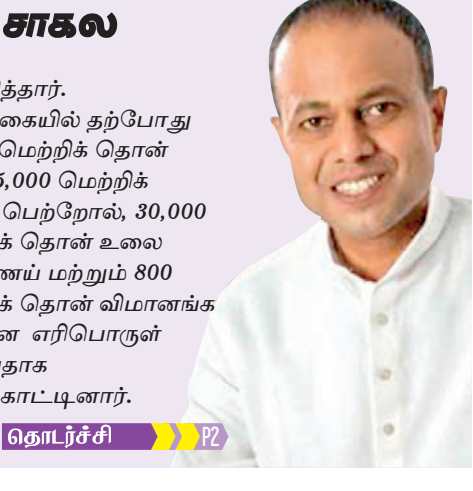 சாகல
த்தார்.
கையில் தற்போது
மெற்றிக் தொன்
5,000 மெற்றிக்
பெற்றோல், 30,000
க் தொன் உலை
ணய் மற்றும் 800
க் தொன் விமானங்க
ன எரிபொருள்
தாக
காட்டினார்.
தொடர்ச்சி P2